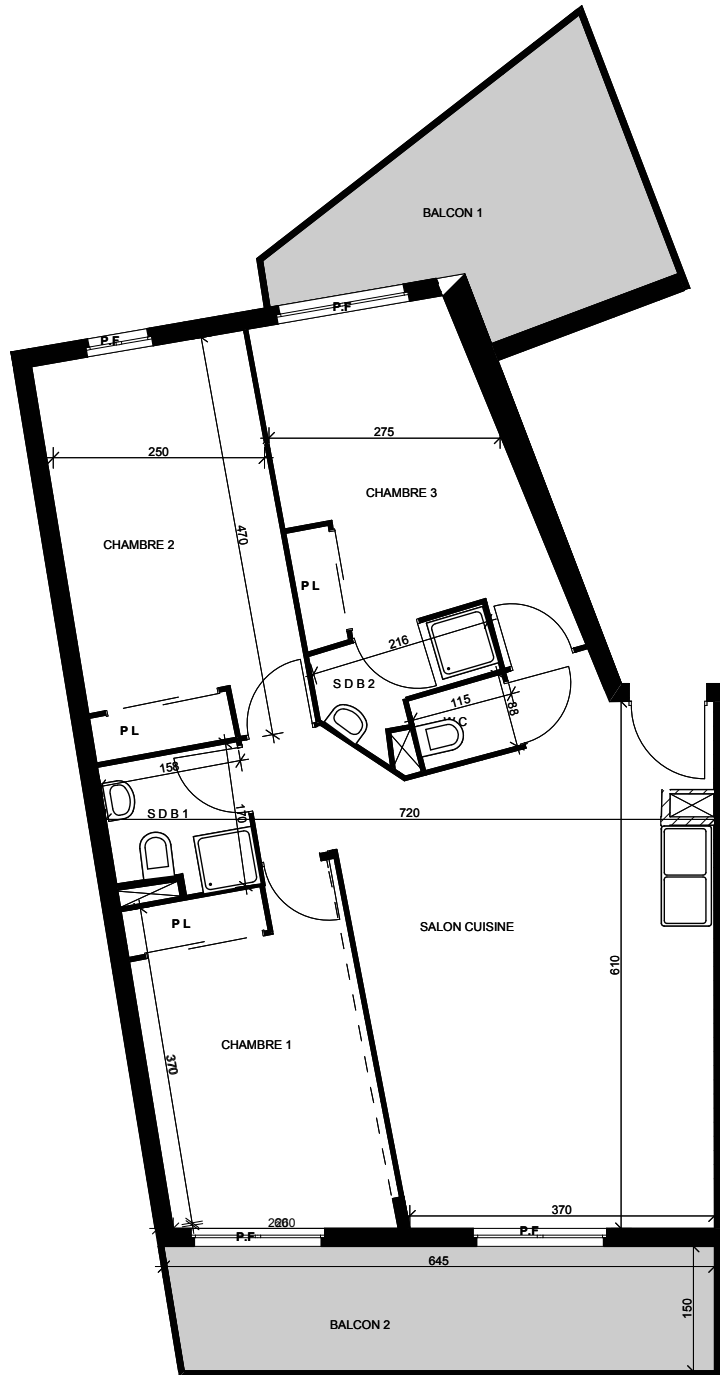 BALCON 1
P.F
P.F
275
250
CHAMBRE 3
470
CHAMBRE 2
PL
216
SDB2
115
88
W.C
PL
158
170
SDB1
720
PL
SALON CUISINE
610
CHAMBRE 1
370
370
P.F
P.F
645
150
BALCON 2